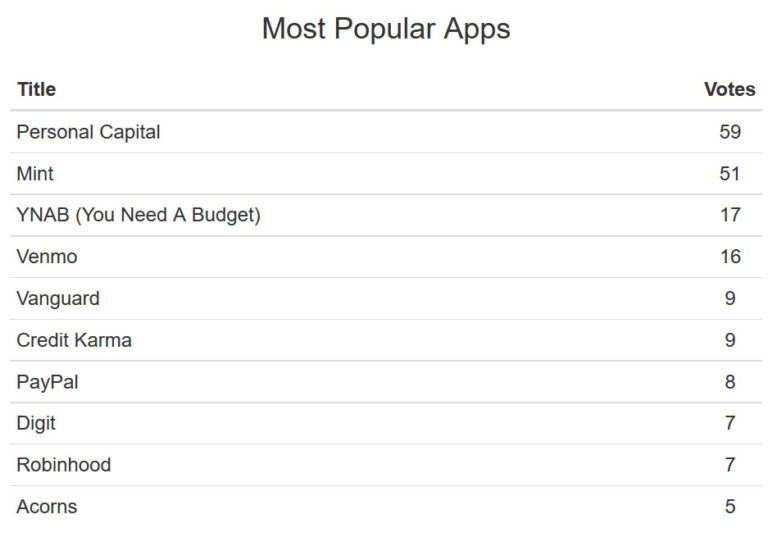 Most Popular Apps
Title Votes
Personal Capital 59
Mint 51
YNAB (You Need A Budget) 17
Venmo 16
Vanguard 9
Credit Karma 9
PayPal 8
Digit 7
Robinhood 7
Acorns 5